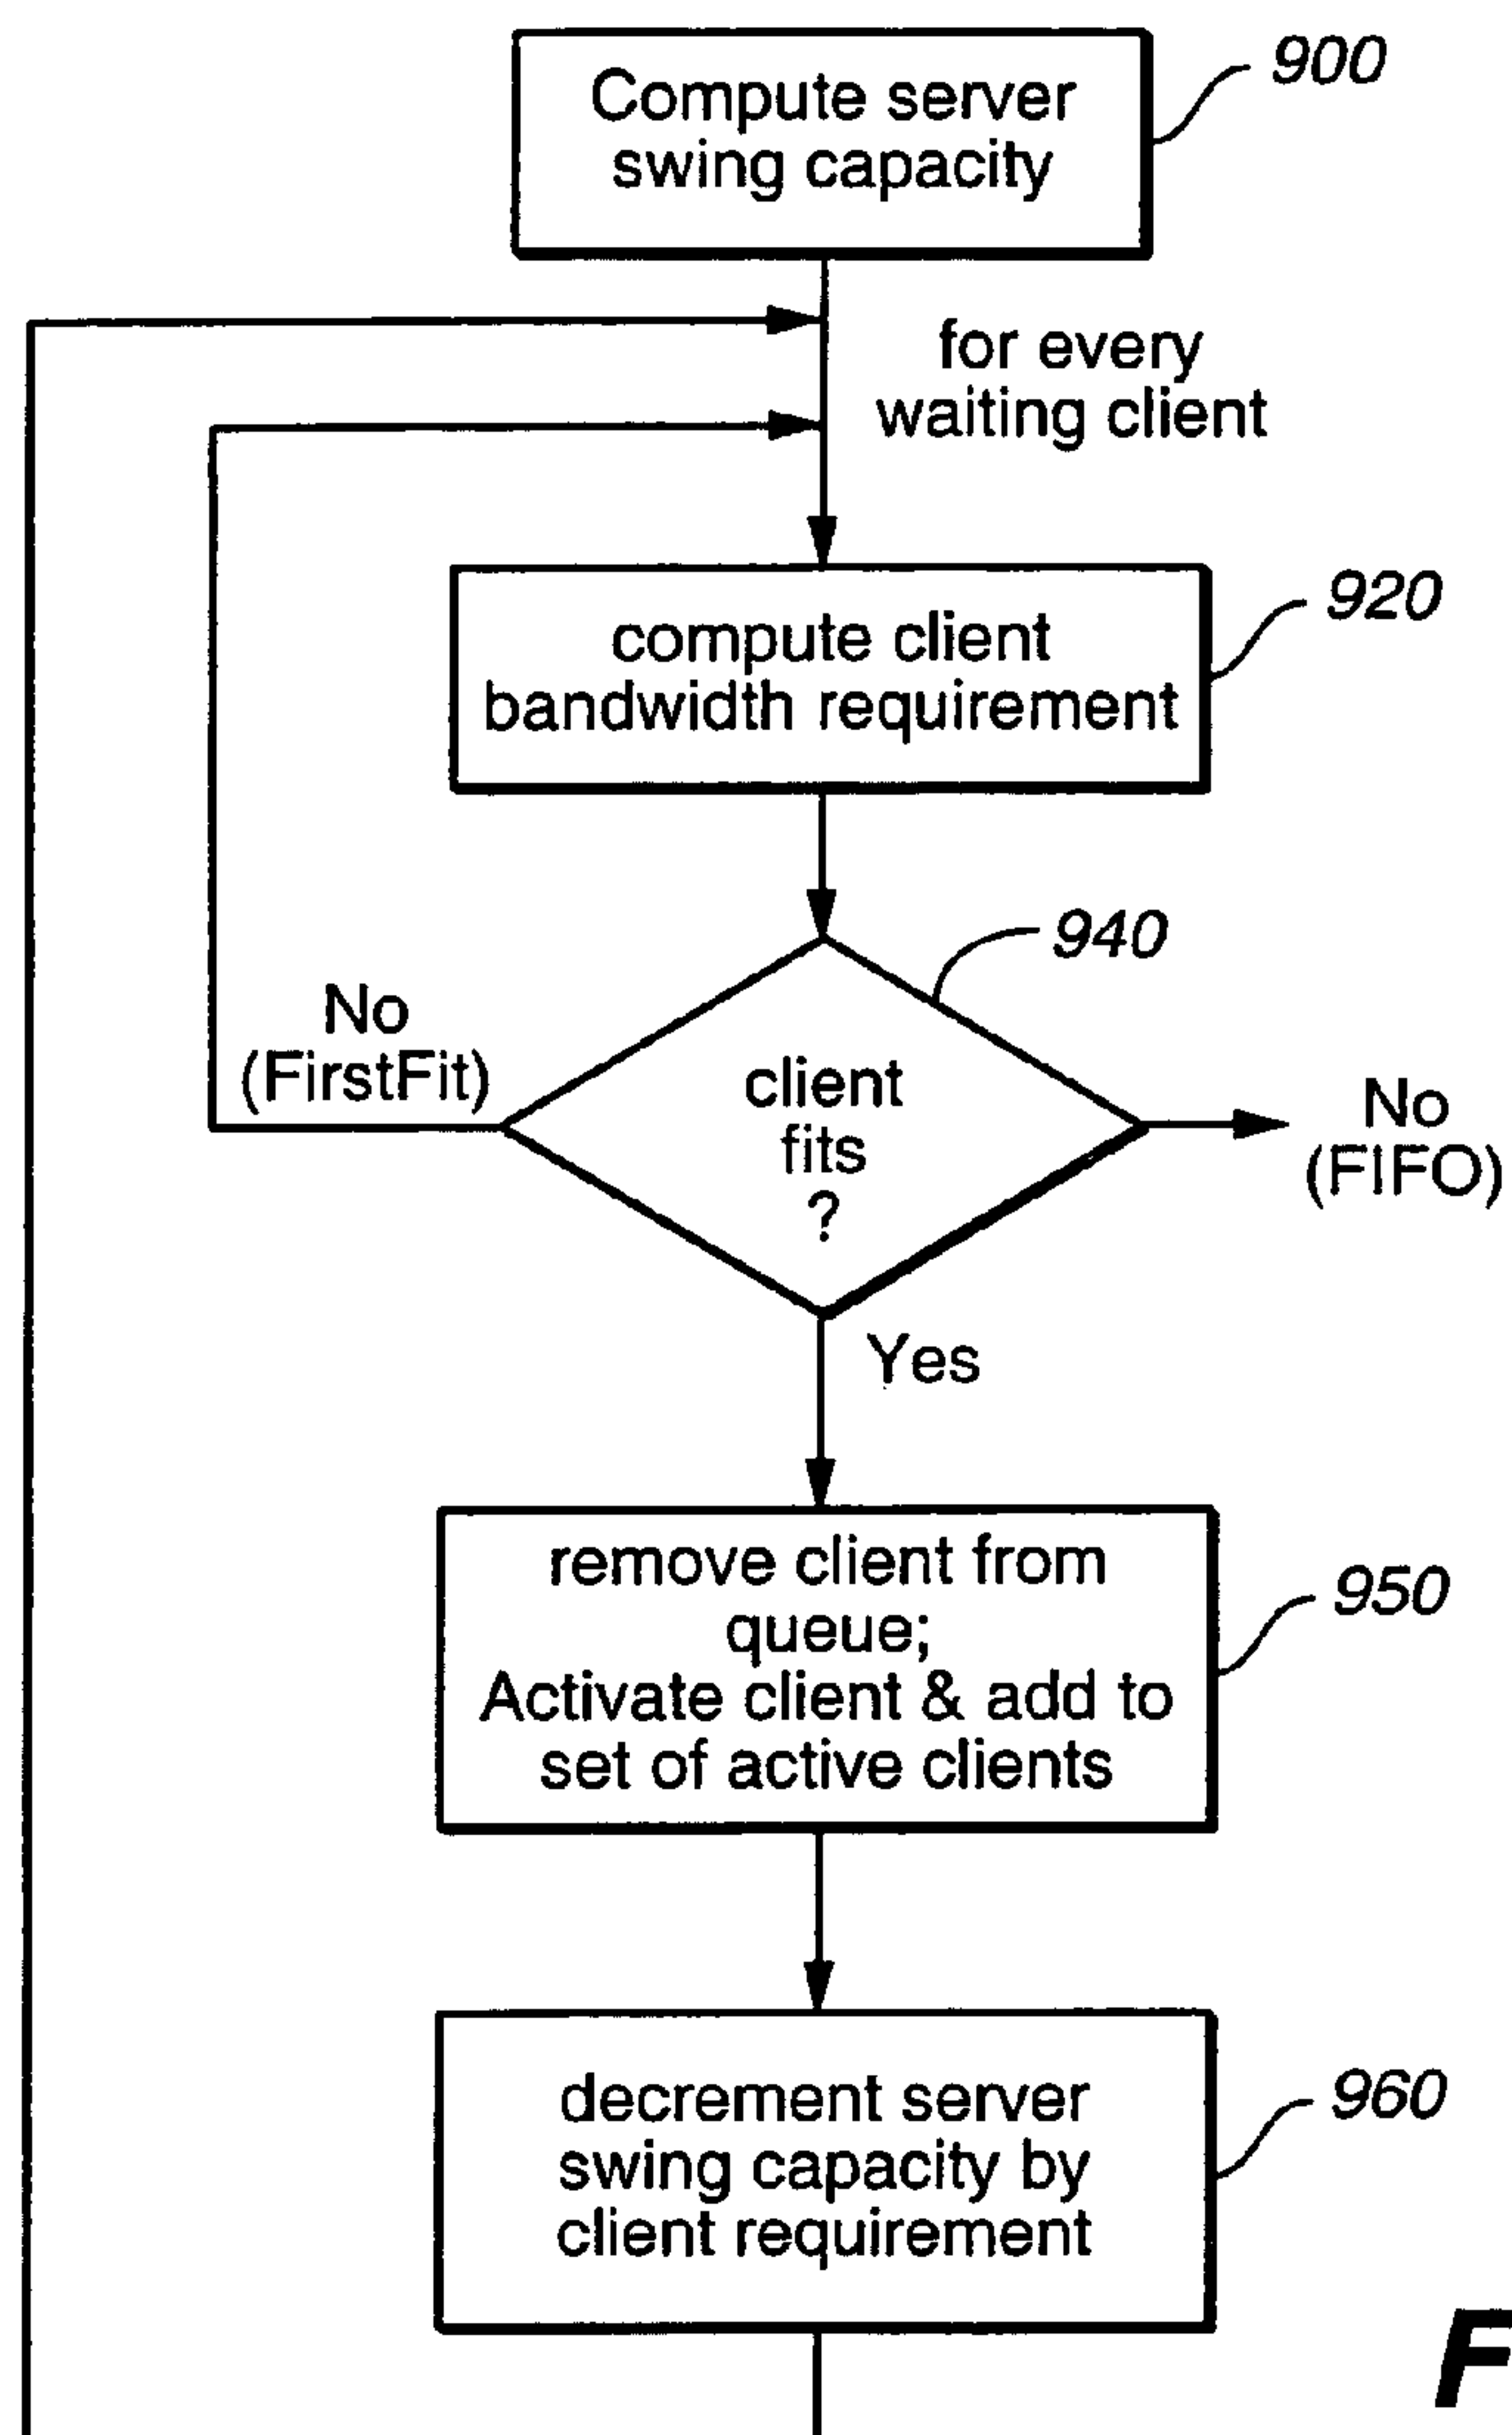 Compute server
swing capacity
900
for every
waiting client
compute client
bandwidth requirement
920
940
No
(FirstFit)
client
fits
?
No
(FIFO)
Yes
remove client from
queue;
Activate client & add to
set of active clients
950
decrement server
swing capacity by
client requirement
960
F